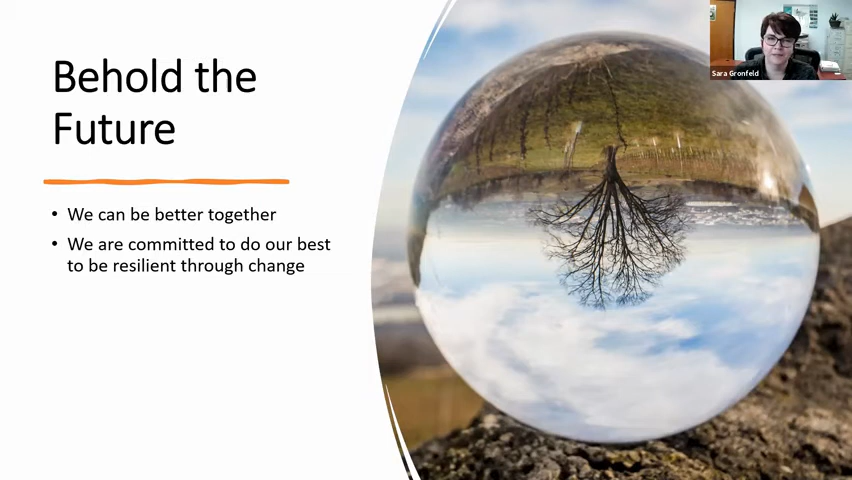 Behold the
Future
• We can be better together
• We are committed to do our best
to be resilient through change
Sara Gronfeld